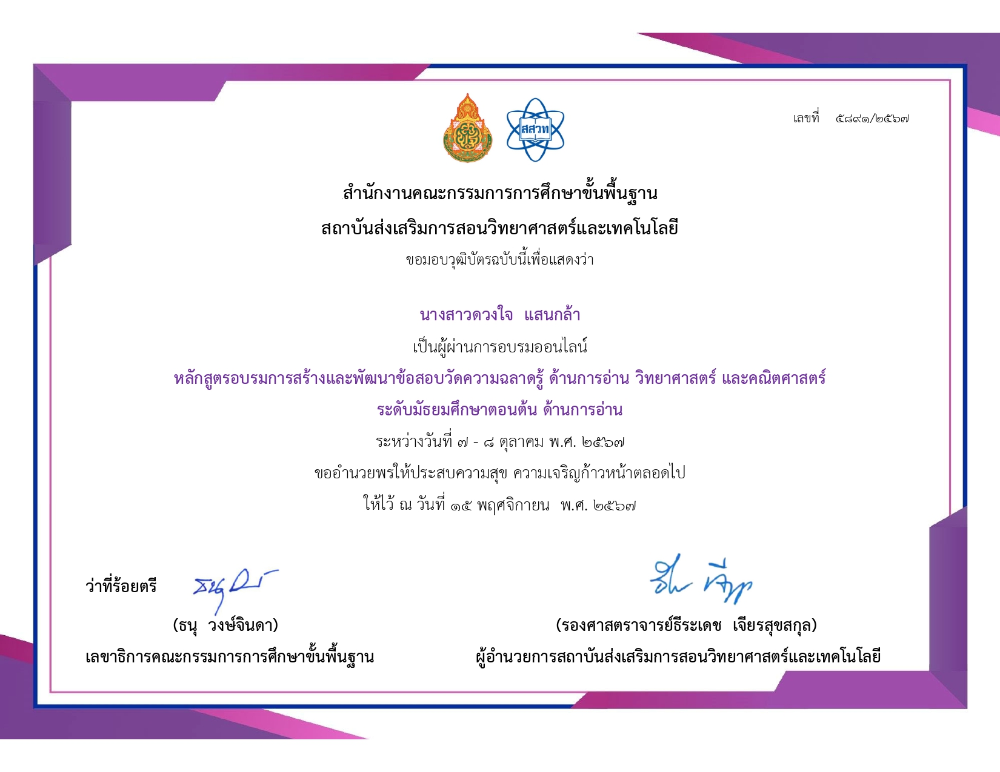 สสวท
เลขที่ ๕๘๙๑/๒๕๖๗
สำนักงานคณะกรรมการการศึกษาขั้นพื้นฐาน
สถาบันส่งเสริมการสอนวิทยาศาสตร์และเทคโนโลยี
ขอมอบวุฒิบัตรฉบับนี้เพื่อแสดงว่า
นางสาวดวงใจ แสนกล้า
เป็นผู้ผ่านการอบรมออนไลน์
หลักสูตรอบรมการสร้างและพัฒนาข้อสอบวัดความฉลาดรู้ ด้านการอ่าน วิทยาศาสตร์ และคณิตศาสตร์
ระดับมัธยมศึกษาตอนต้น ด้านการอ่าน
ระหว่างวันที่ ๗ - ๘ ตุลาคม พ.ศ. ๒๕๖๗
ขออำนวยพรให้ประสบความสุข ความเจริญก้าวหน้าตลอดไป
ให้ไว้ ณ วันที่ ๑๕ พฤศจิกายน พ.ศ. ๒๕๖๗
ว่าที่ร้อยตรี
(ธนุ วงษ์จินดา)
เลขาธิการคณะกรรมการการศึกษาขั้นพื้นฐาน
(รองศาสตราจารย์ธีระเดช เจียรสุขสกุล)
ผู้อำนวยการสถาบันส่งเสริมการสอนวิทยาศาสตร์และเทคโนโลยี